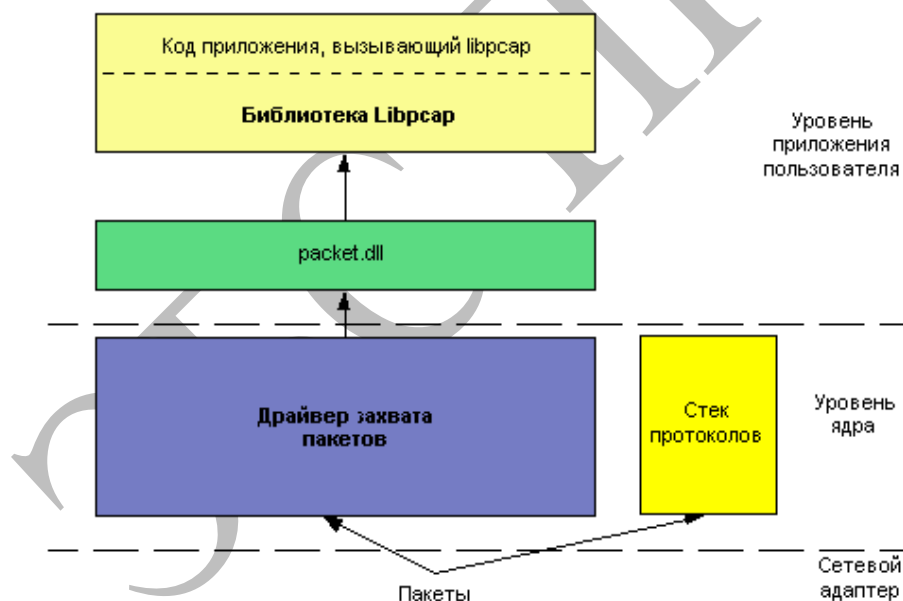 Код приложения, вызывающий libpcap
Библиотека Libpcap
Уровень
приложения
пользователя
packet.dll
Драйвер захвата
пакетов
Стек
протоколов
Уровень
ядра
Пакеты
Сетевой
адаптер